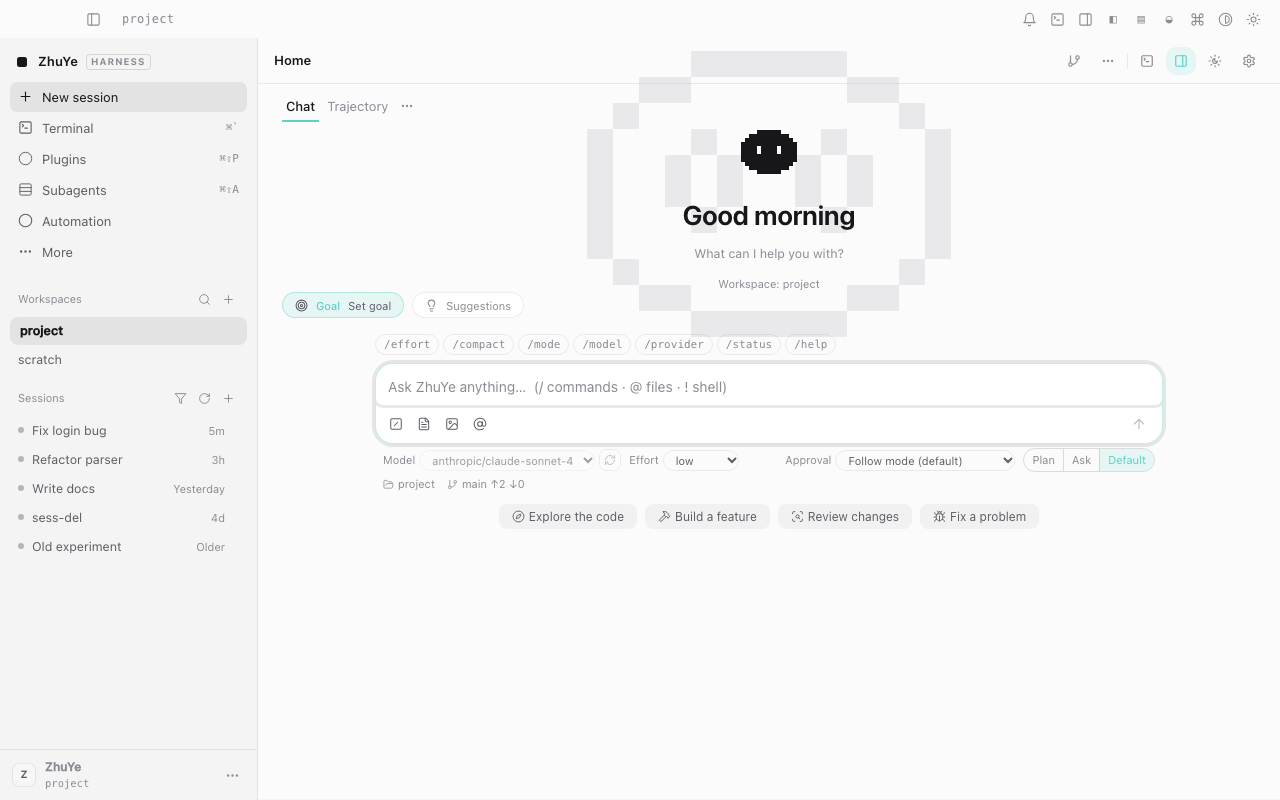 project
ZhuYe HARNESS
New session
Terminal ⌘`
Plugins ⌘⇧P
Subagents ⌘⇧A
Automation
More
Workspaces
project
scratch
Sessions
Fix login bug 5m
Refactor parser 3h
Write docs Yesterday
sess-del 4d
Old experiment Older
Z
ZhuYe
project
Home
Chat Trajectory
Good morning
What can I help you with?
Workspace: project
Goal Set goal Suggestions
/effort /compact /mode /model /provider /status /help
Ask ZhuYe anything... (/ commands · @ files · ! shell)
Model anthropic/claude-sonnet-4 Effort low Approval Follow mode (default) Plan Ask Default
project main ↑2 ↓0
Explore the code Build a feature Review changes Fix a problem